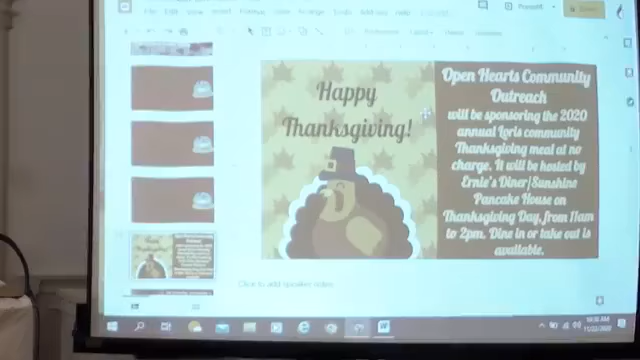 Happy
Thanksgiving!
Open Hearts Community
Outreach
will be sponsoring the 2020
annual Loris community
Thanksgiving meal at no
charge. It will be hosted by
Ernie's Diner/Sunshine
Pancake House on
Thanksgiving Day, from 11am
to 2pm. Dine in or take out is
available.
Click to add speaker notes